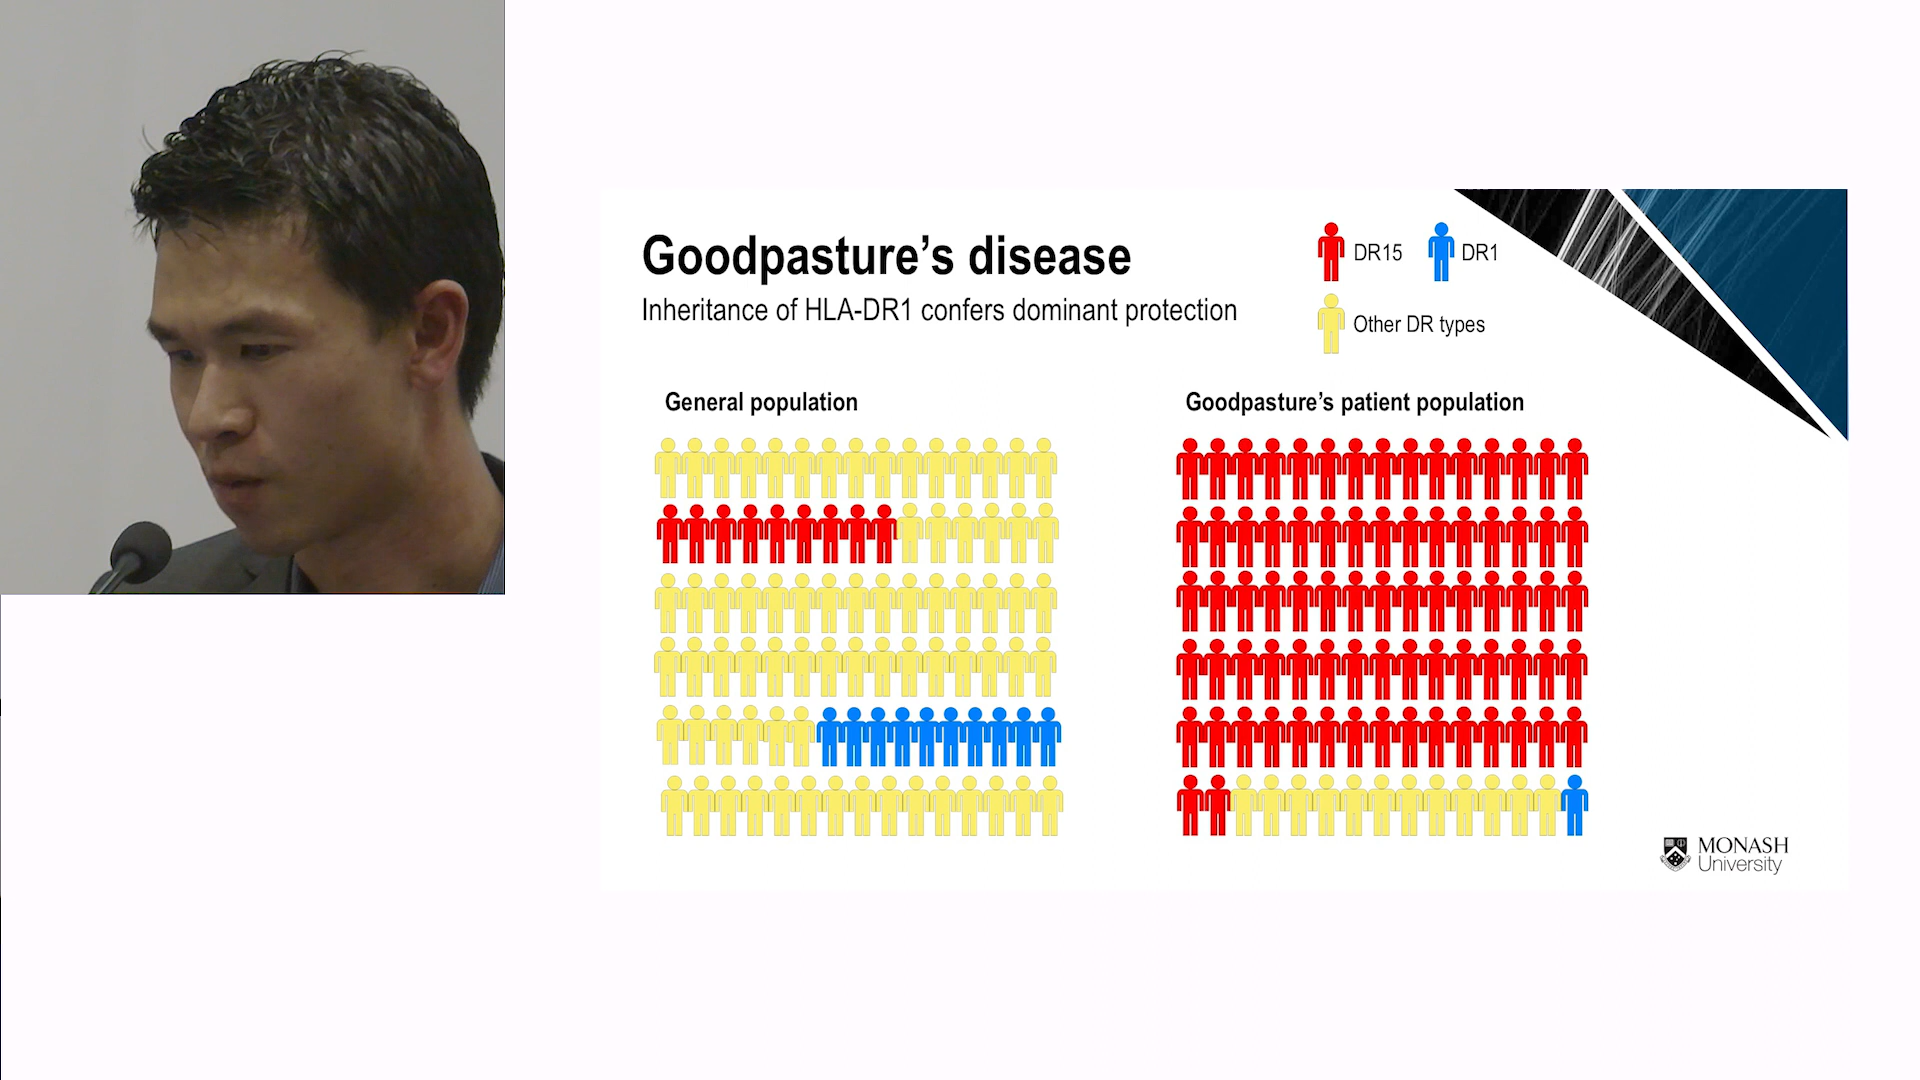 Goodpasture's disease
Inheritance of HLA-DR1 confers dominant protection
DR15
DR1
Other DR types
General population
Goodpasture's patient population
MONASH
University